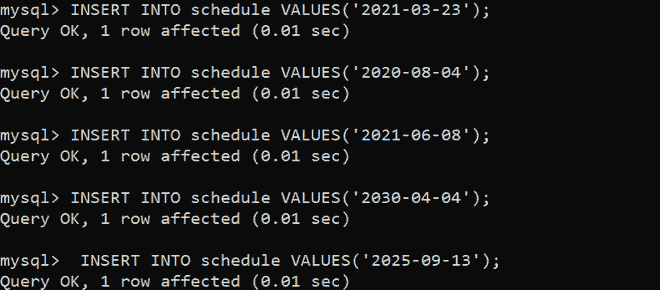 mysql> INSERT INTO schedule VALUES('2021-03-23');
Query OK, 1 row affected (0.01 sec)
mysql> INSERT INTO schedule VALUES('2020-08-04');
Query OK, 1 row affected (0.01 sec)
mysql> INSERT INTO schedule VALUES('2021-06-08');
Query OK, 1 row affected (0.01 sec)
mysql> INSERT INTO schedule VALUES('2030-04-04');
Query OK, 1 row affected (0.01 sec)
mysql>  INSERT INTO schedule VALUES('2025-09-13');
Query OK, 1 row affected (0.01 sec)